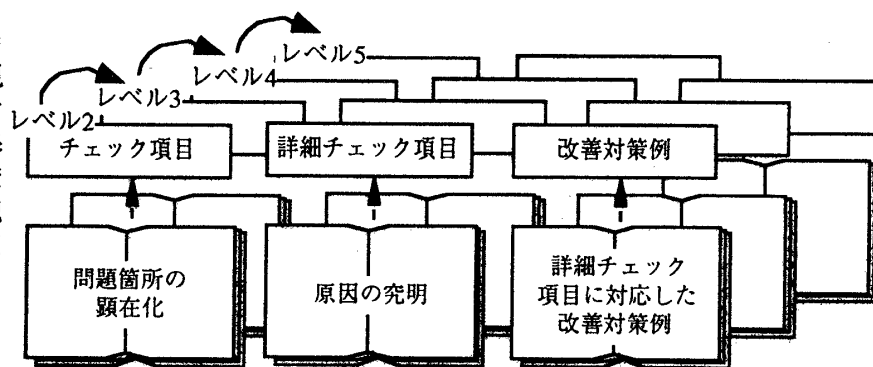 レベル5
レベル4
レベル3
レベル2
チェック項目
詳細チェック項目
改善対策例
問題箇所の
顕在化
原因の究明
詳細チェック
項目に対応した
改善対策例